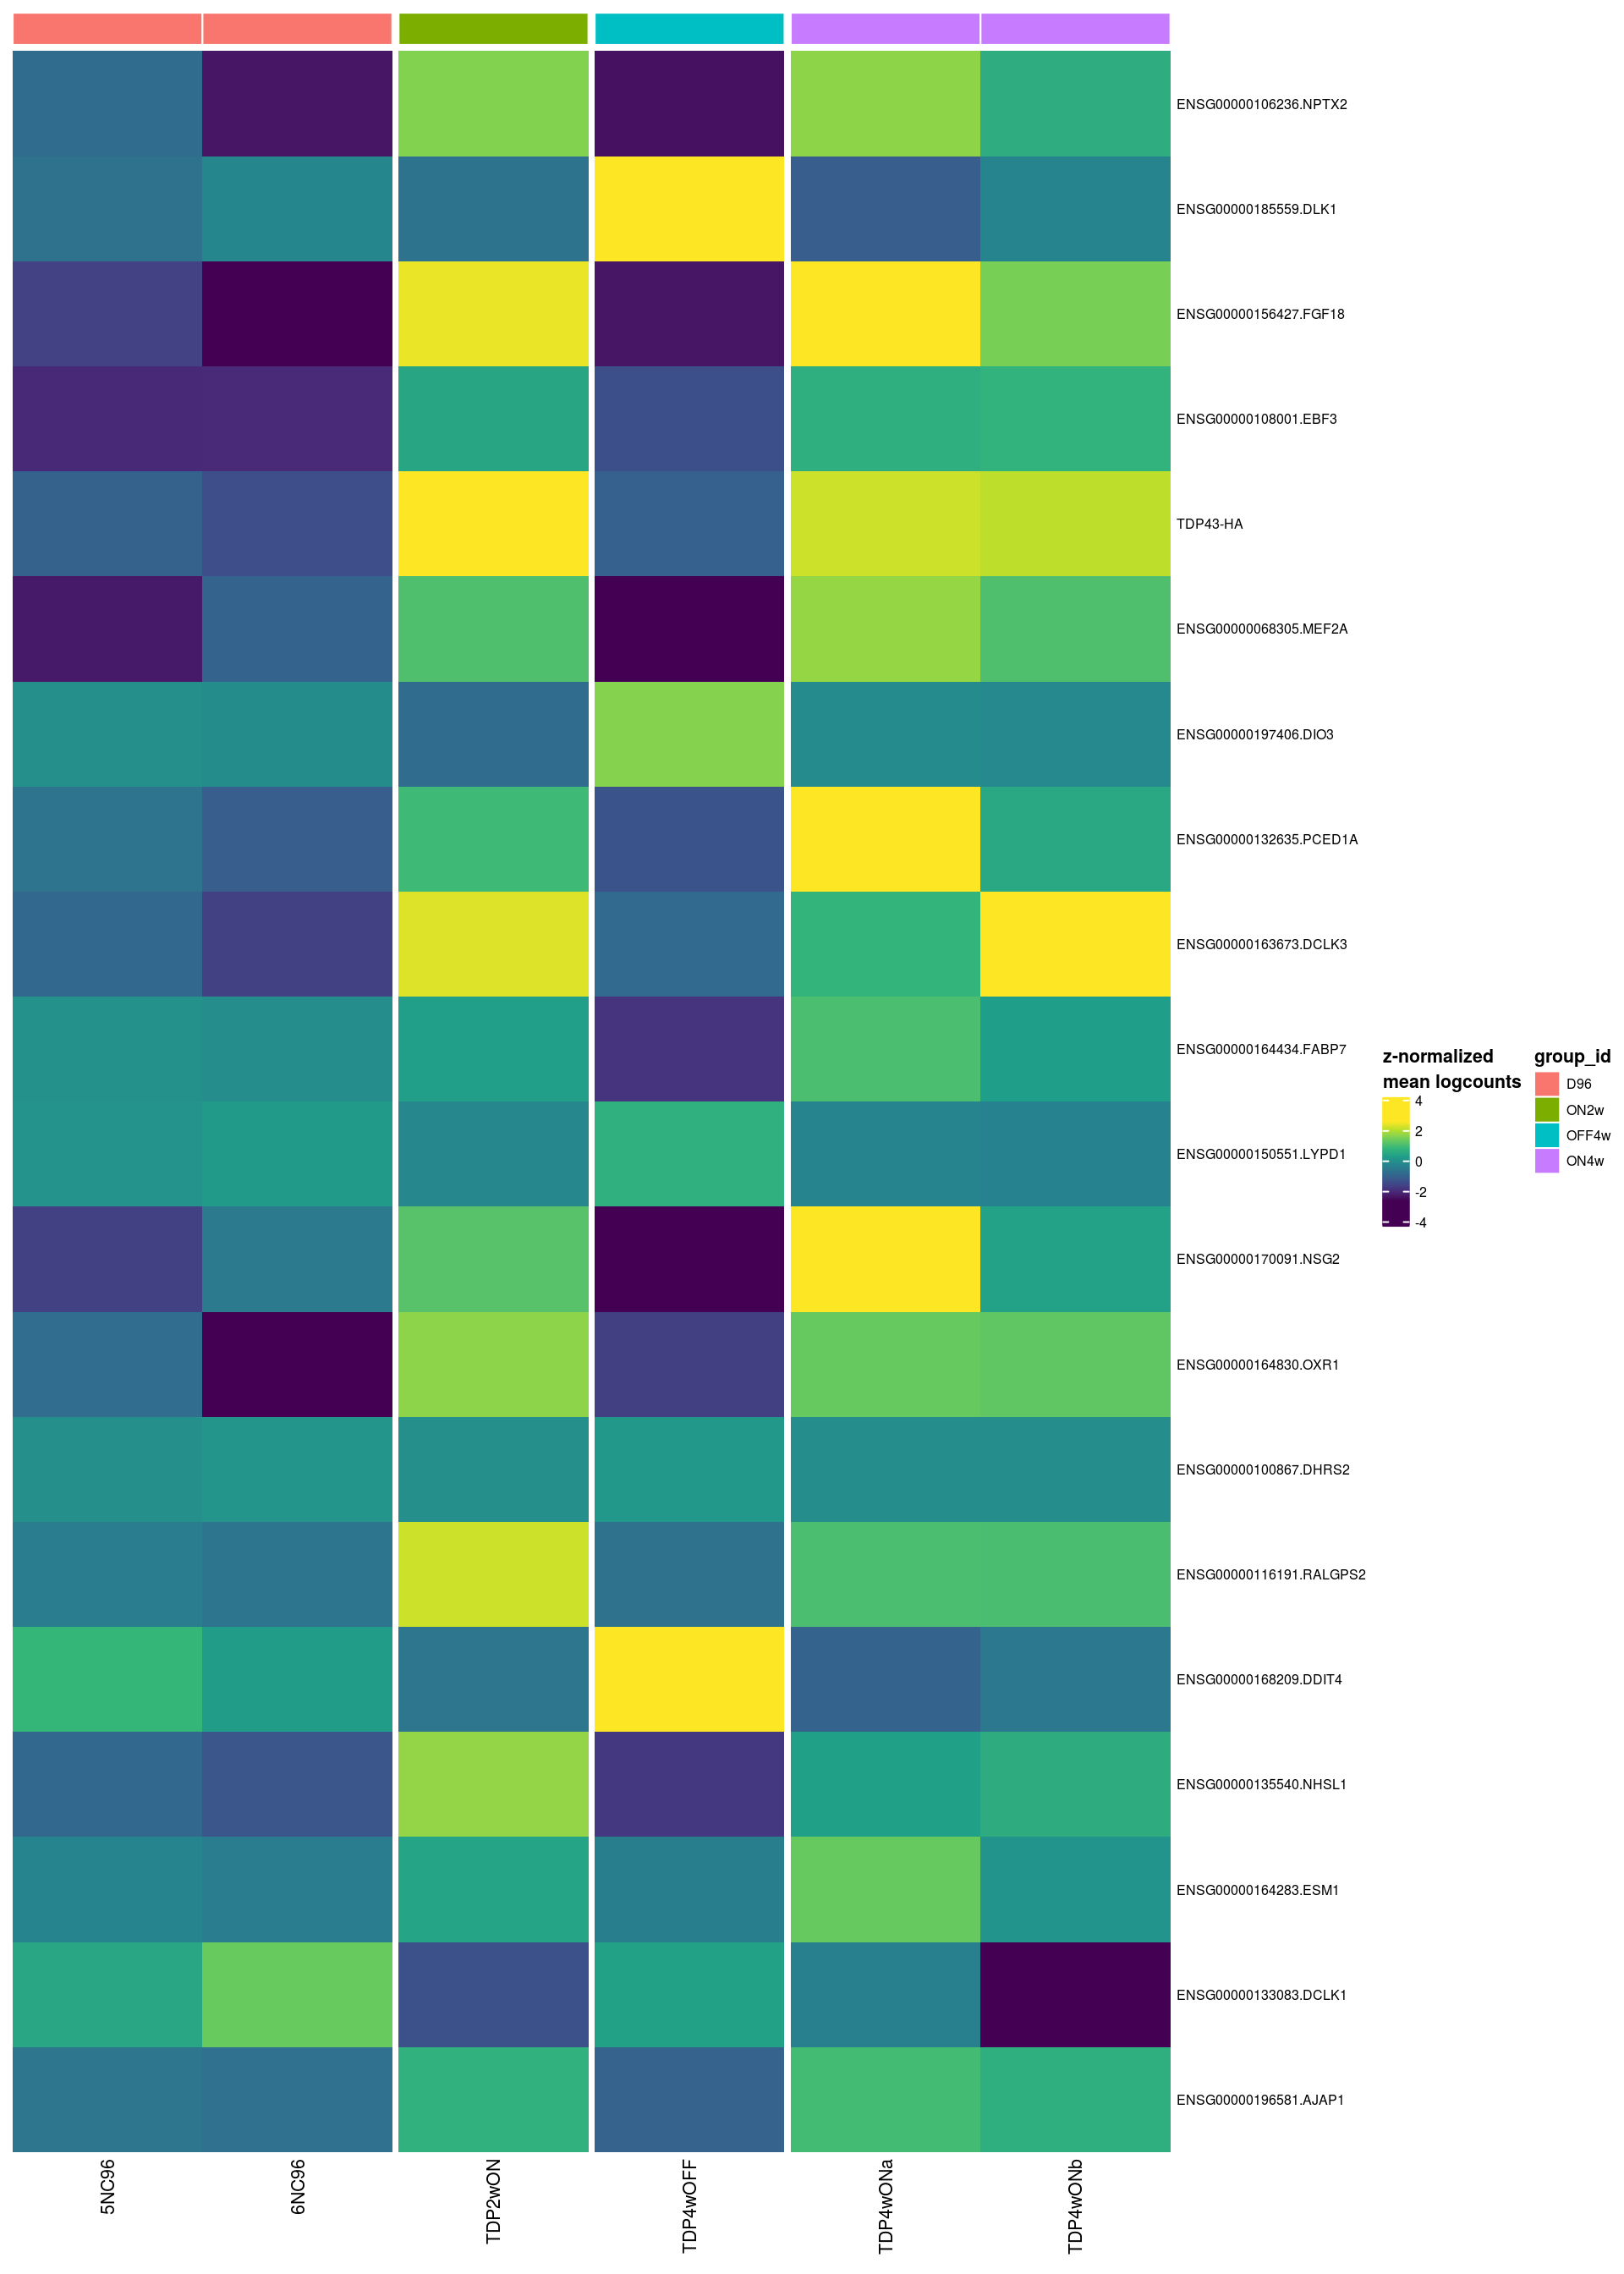 ENSG00000106236.NPTX2
ENSG00000185559.DLK1
ENSG00000156427.FGF18
ENSG00000108001.EBF3
TDP43-HA
ENSG00000068305.MEF2A
ENSG00000197406.DIO3
ENSG00000132635.PCED1A
ENSG00000163673.DCLK3
ENSG00000164434.FABP7
ENSG00000150551.LYPD1
ENSG00000170091.NSG2
ENSG00000164830.OXR1
ENSG00000100867.DHRS2
ENSG00000116191.RALGPS2
ENSG00000168209.DDIT4
ENSG00000135540.NHSL1
ENSG00000164283.ESM1
ENSG00000133083.DCLK1
ENSG00000196581.AJAP1
5NC96
6NC96
TDP2wON
TDP4wOFF
TDP4wONa
TDP4wONb
z-normalized
mean logcounts
4
2
0
-2
-4
group_id
D96
ON2w
OFF4w
ON4w